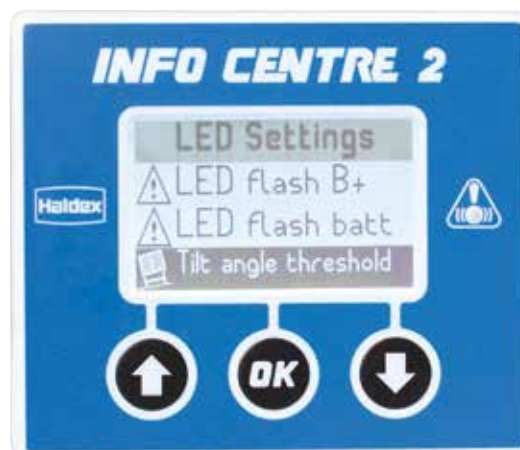 INFO CENTRE 2
LED Settings
Haldex
LED flash B+
LED flash batt
Tilt angle threshold
OK